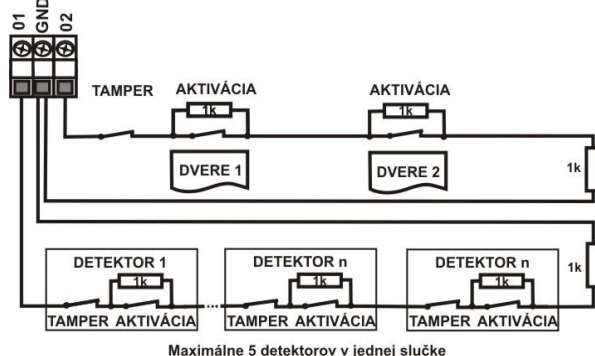 01
GND
02
TAMPER
AKTIVÁCIA
1k
AKTIVÁCIA
1k
DVERE 1
DVERE 2
1k
DETEKTOR 1
1k
DETEKTOR n
1k
DETEKTOR n
1k
1k
TAMPER AKTIVÁCIA
TAMPER AKTIVÁCIA
TAMPER AKTIVÁCIA
Maximálne 5 detektorov v jednej slučke